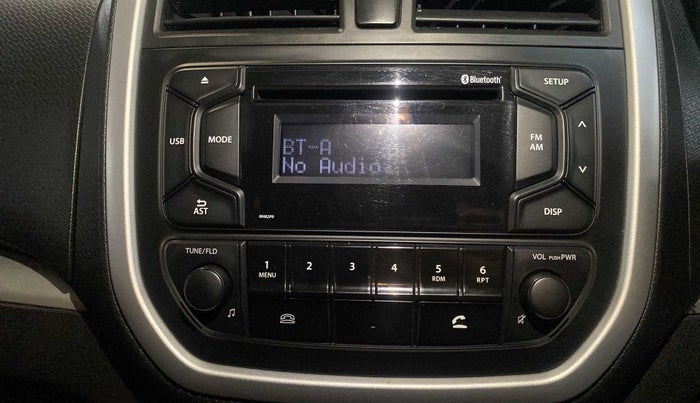 Bluetooth
SETUP
USB
MODE
FM
AM
BT-A
No Audio
AST
DISP
TUNE/FLD
1
MENU
2
3
4
5
RDM
6
RPT
VOL PUSH PWR